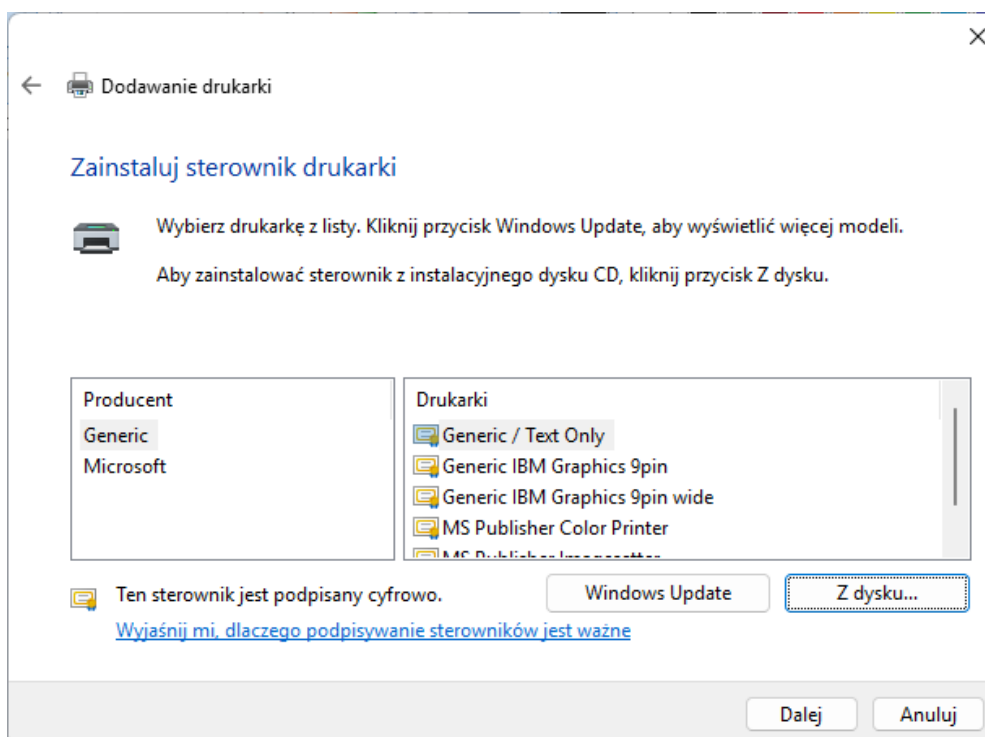 Dodawanie drukarki
Zainstaluj sterownik drukarki
Wybierz drukarkę z listy. Kliknij przycisk Windows Update, aby wyświetlić więcej modeli.
Aby zainstalować sterownik z instalacyjnego dysku CD, kliknij przycisk Z dysku.
Producent
Generic
Microsoft
Drukarki
Generic / Text Only
Generic IBM Graphics 9pin
Generic IBM Graphics 9pin wide
MS Publisher Color Printer
MS Publisher Imagesetter
Ten sterownik jest podpisany cyfrowo.
Windows Update
Z dysku...
Wyjaśnij mi, dlaczego podpisywanie sterowników jest ważne
Dalej
Anuluj